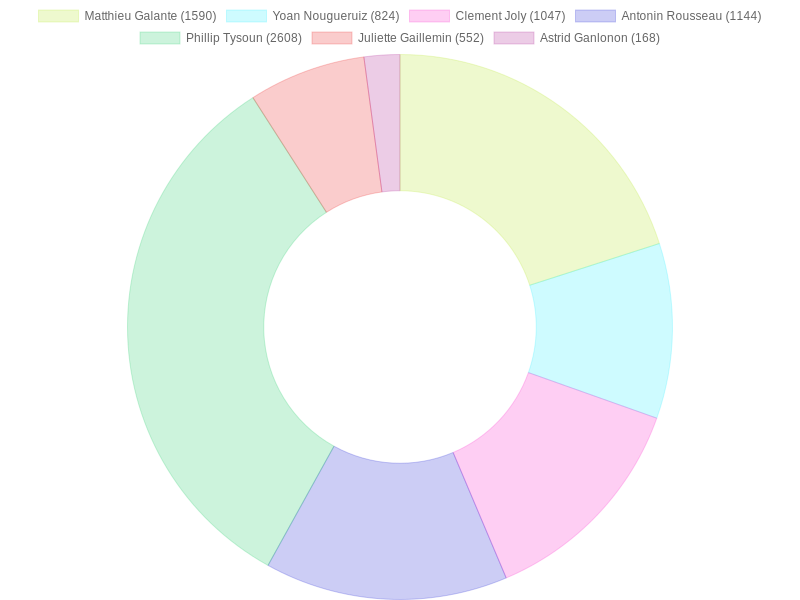 Matthieu Galante (1590) Yoan Nougueruiz (824) Clement Joly (1047) Antonin Rousseau (1144)
Phillip Tysoun (2608) Juliette Gaillemin (552) Astrid Ganlonon (168)